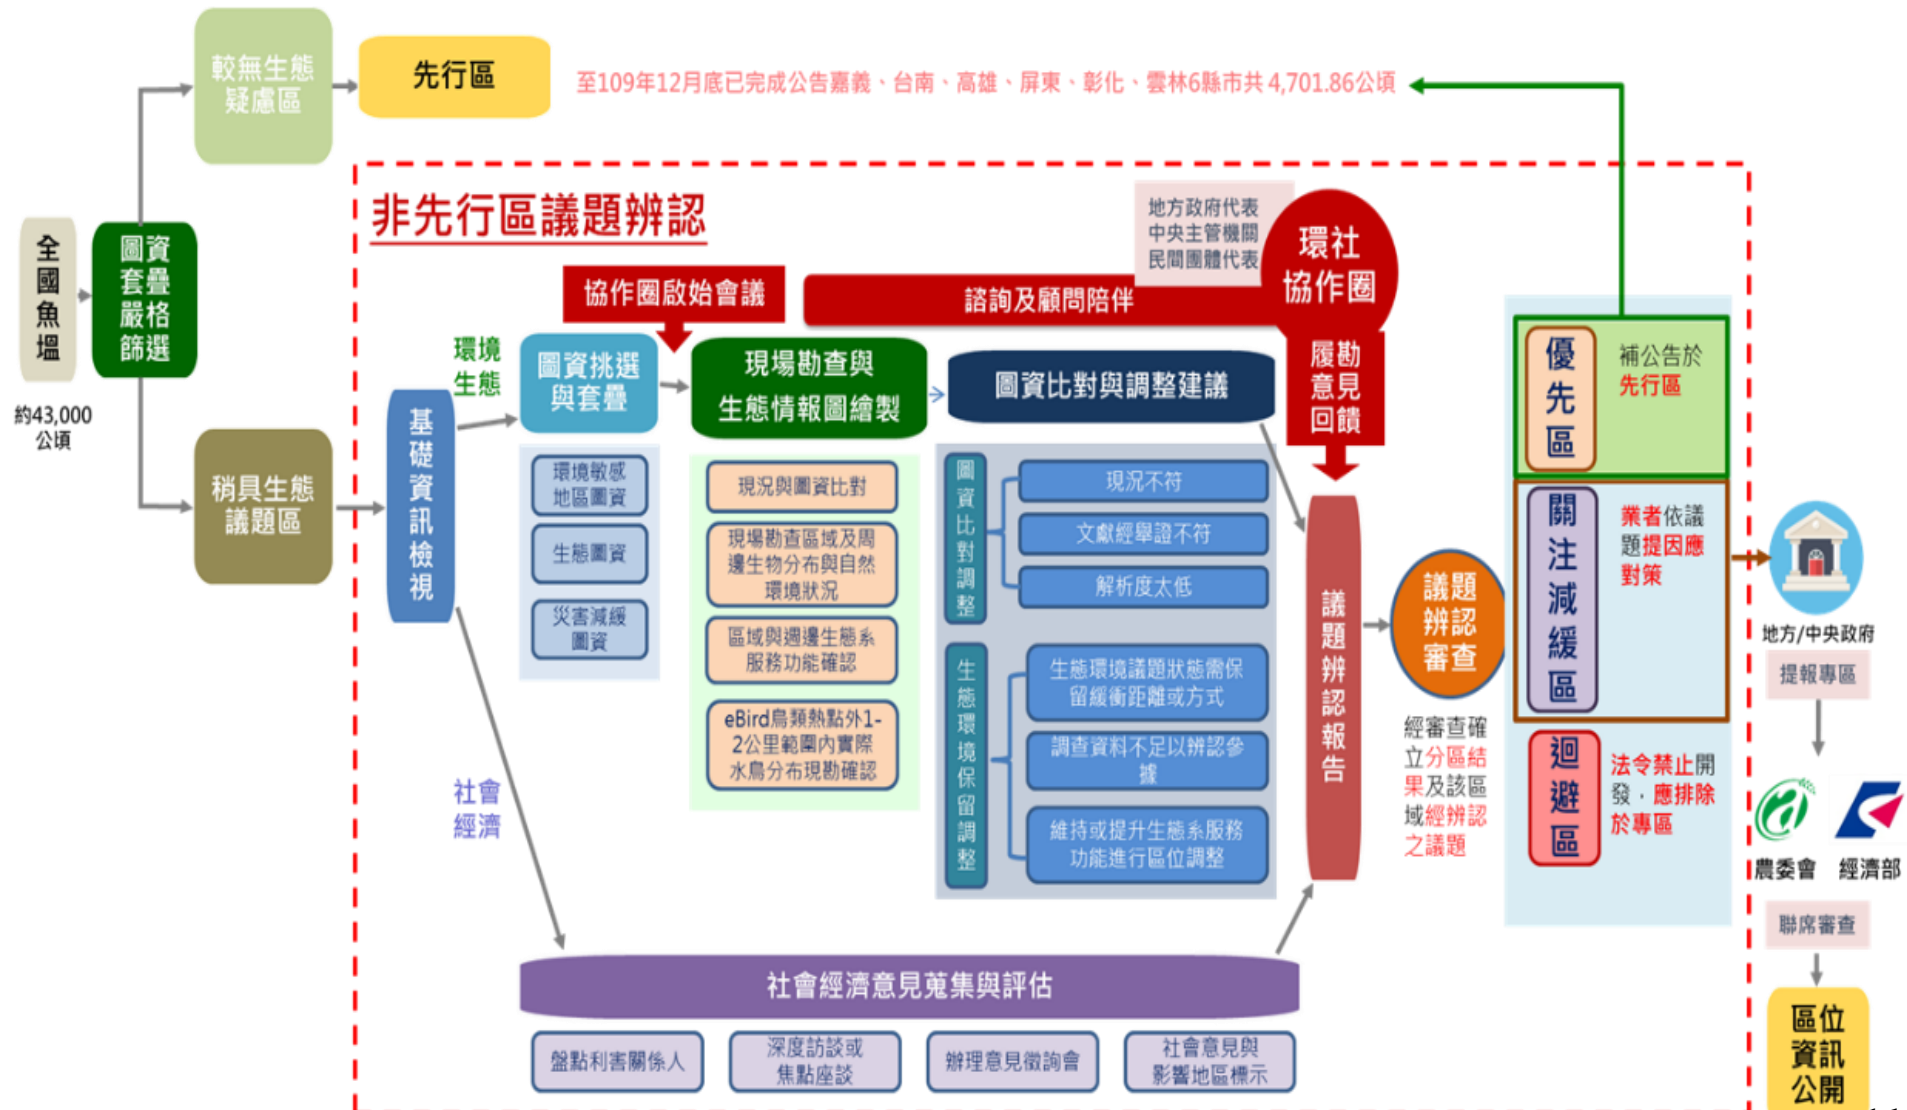 較無生態
疑慮區
先行區
至109年12月底已完成公告嘉義、台南、高雄、屏東、彰化、雲林6縣市共 4,701.86公頃
全
國
魚
塭
約43,000
公頃
圖資
套疊
嚴格
篩選
稍具生態
議題區
非先行區議題辨認
基
礎
資
訊
檢
視
環境
生態
社會
經濟
協作圈啟始會議
諮詢及顧問陪伴
地方政府代表
中央主管機關
民間團體代表
環社
協作圈
履勘
意見
回饋
圖資挑選
與套疊
環境敏感
地區圖資
生態圖資
災害減緩
圖資
現場勘查與
生態情報圖繪製
現況與圖資比對
現場勘查區域及周
邊生物分布與自然
環境狀況
區域與週邊生態系
服務功能確認
eBird鳥類熱點外1-
2公里範圍內實際
水鳥分布現勘確認
圖資比對與調整建議
圖
資
比
對
調
整
現況不符
文獻經舉證不符
解析度太低
生
態
環
境
保
留
調
整
生態環境議題狀態需保
留緩衝距離或方式
調查資料不足以辨認參
據
維持或提升生態系服務
功能進行區位調整
社會經濟意見蒐集與評估
盤點利害關係人
深度訪談或
焦點座談
辦理意見徵詢會
社會意見與
影響地區標示
議
題
辨
認
報
告
議題
辨認
審查
經審查確
立分區結
果及該區
域經辨認
之議題
優
先
區
補公告於
先行區
關
注
減
緩
區
業者依議
題提因應
對策
迴
避
區
法令禁止開
發，應排除
於專區
地方/中央政府
提報專區
農委會
經濟部
聯席審查
區位
資訊
公開